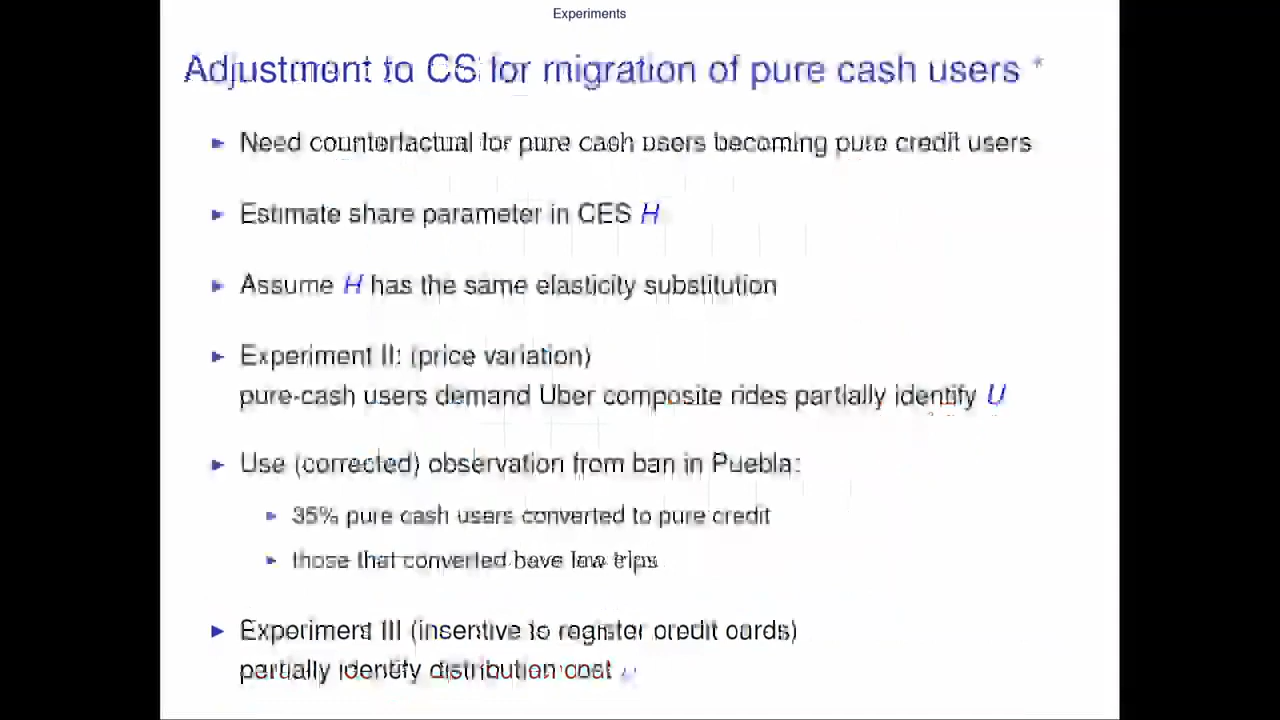 Experiments
Adjustment to CS for migration of pure cash users *
Need counterfactual for pure cash users becoming pure credit users
Estimate share parameter in CES H
Assume H has the same elasticity substitution
Experiment II: (price variation)
pure-cash users demand Uber composite rides partially identify U
Use (corrected) observation from ban in Puebla:
35% pure cash users converted to pure credit
those that converted have low trips
Experiment III (insentive to register credit cards)
partially identify distribution cost